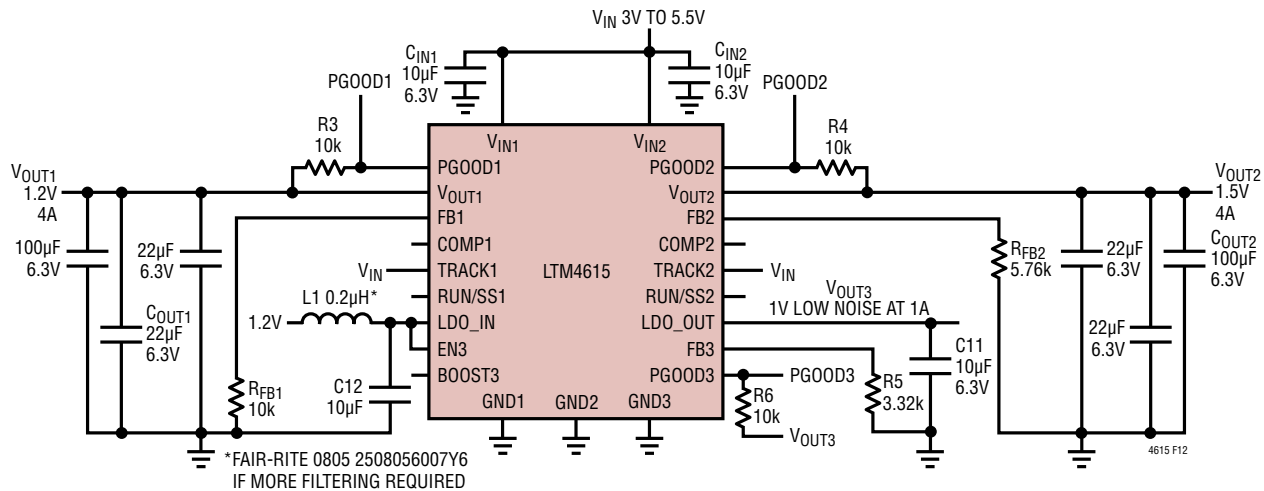 VIN 3V TO 5.5V
CIN1
10µF
6.3V
CIN2
10µF
6.3V
PGOOD1
PGOOD2
R3
10k
R4
10k
VIN1
VIN2
PGOOD1
PGOOD2
VOUT1
1.2V
4A
VOUT1
VOUT2
VOUT2
1.5V
4A
FB1
FB2
100µF
6.3V
22µF
6.3V
COMP1
COMP2
RFB2
5.76k
22µF
6.3V
COUT2
100µF
6.3V
VIN
TRACK1
LTM4615
TRACK2
VIN
RUN/SS1
RUN/SS2
L1 0.2µH*
VOUT3
1V LOW NOISE AT 1A
1.2V
LDO_IN
LDO_OUT
COUT1
22µF
6.3V
22µF
6.3V
EN3
FB3
C11
10µF
6.3V
BOOST3
PGOOD3
PGOOD3
RFB1
10k
C12
10µF
R5
3.32k
R6
10k
GND1
GND2
GND3
VOUT3
4615 F12
*FAIR-RITE 0805 2508056007Y6
IF MORE FILTERING REQUIRED